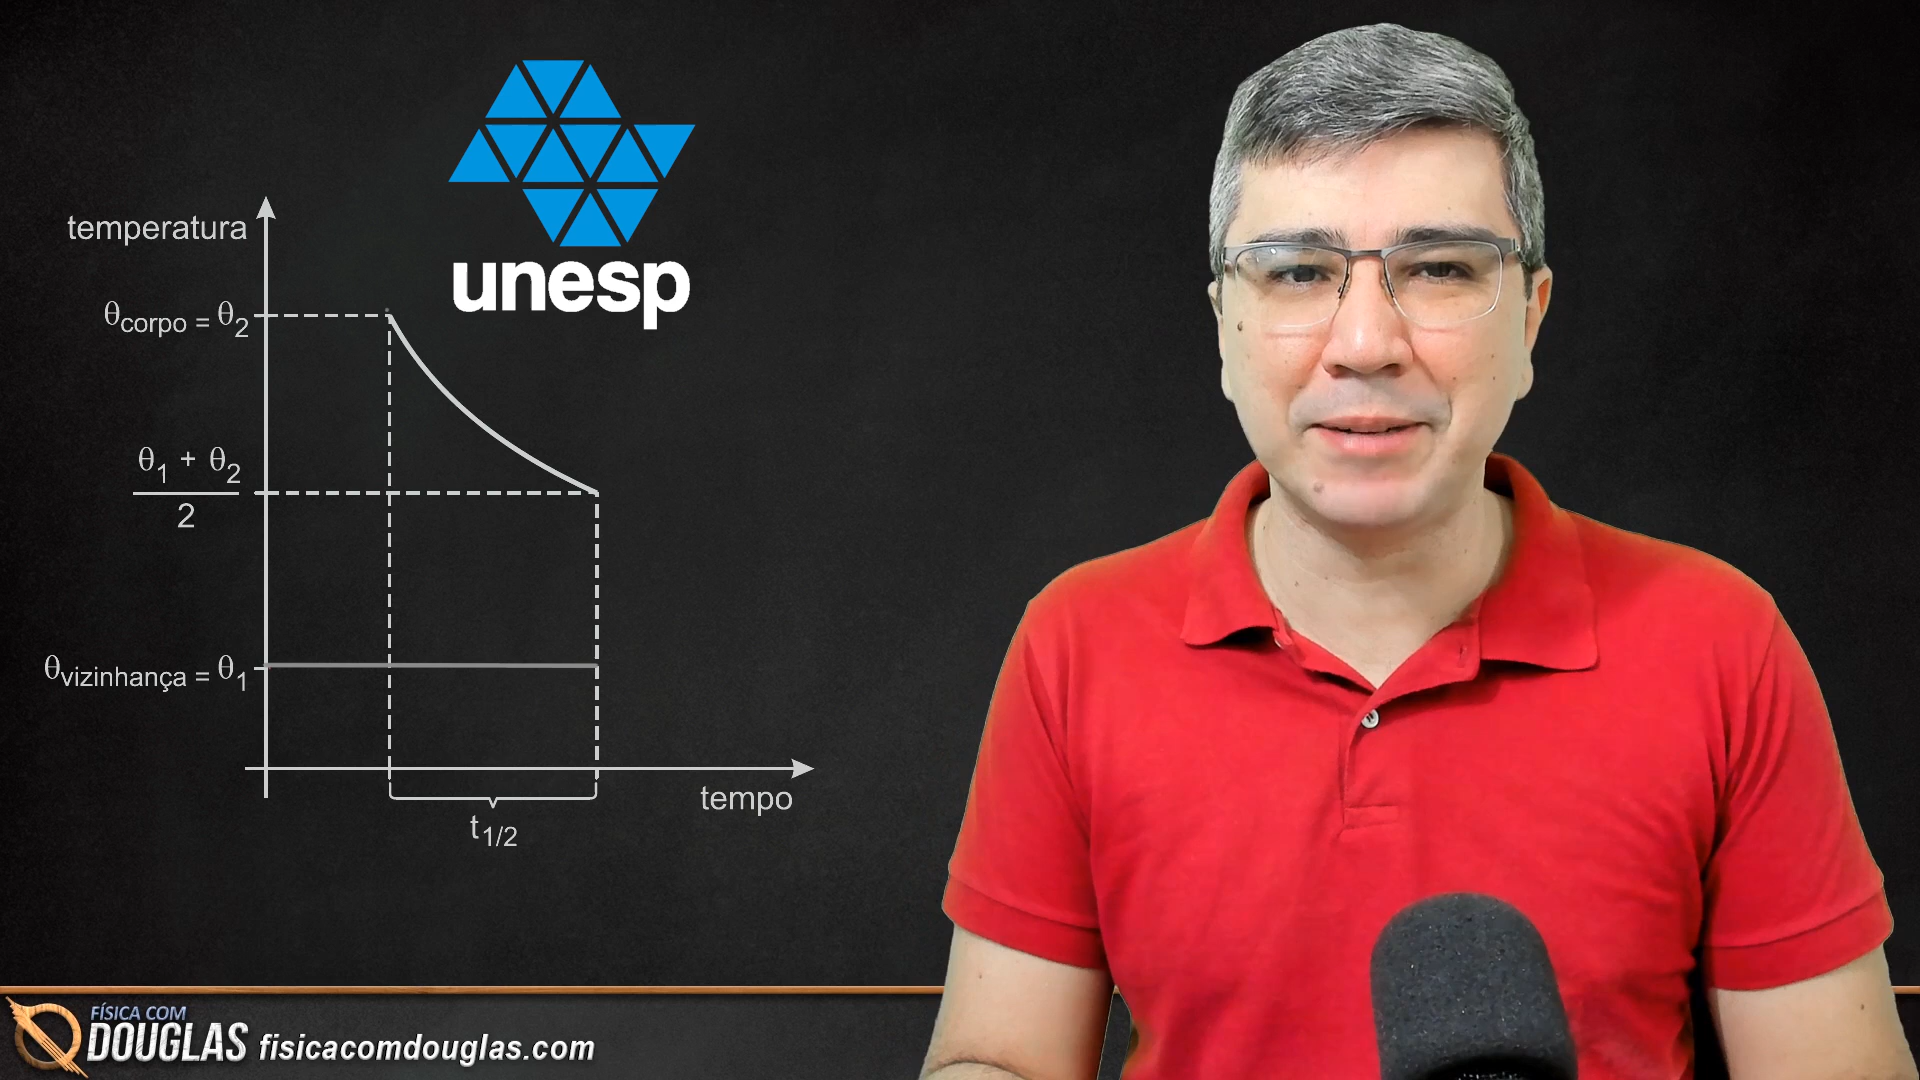 unesp
temperatura
θcorpo = θ2
θ1 + θ2
2
θvizinhança = θ1
tempo
t1/2
FÍSICA COM
DOUGLAS
fisicacomdouglas.com